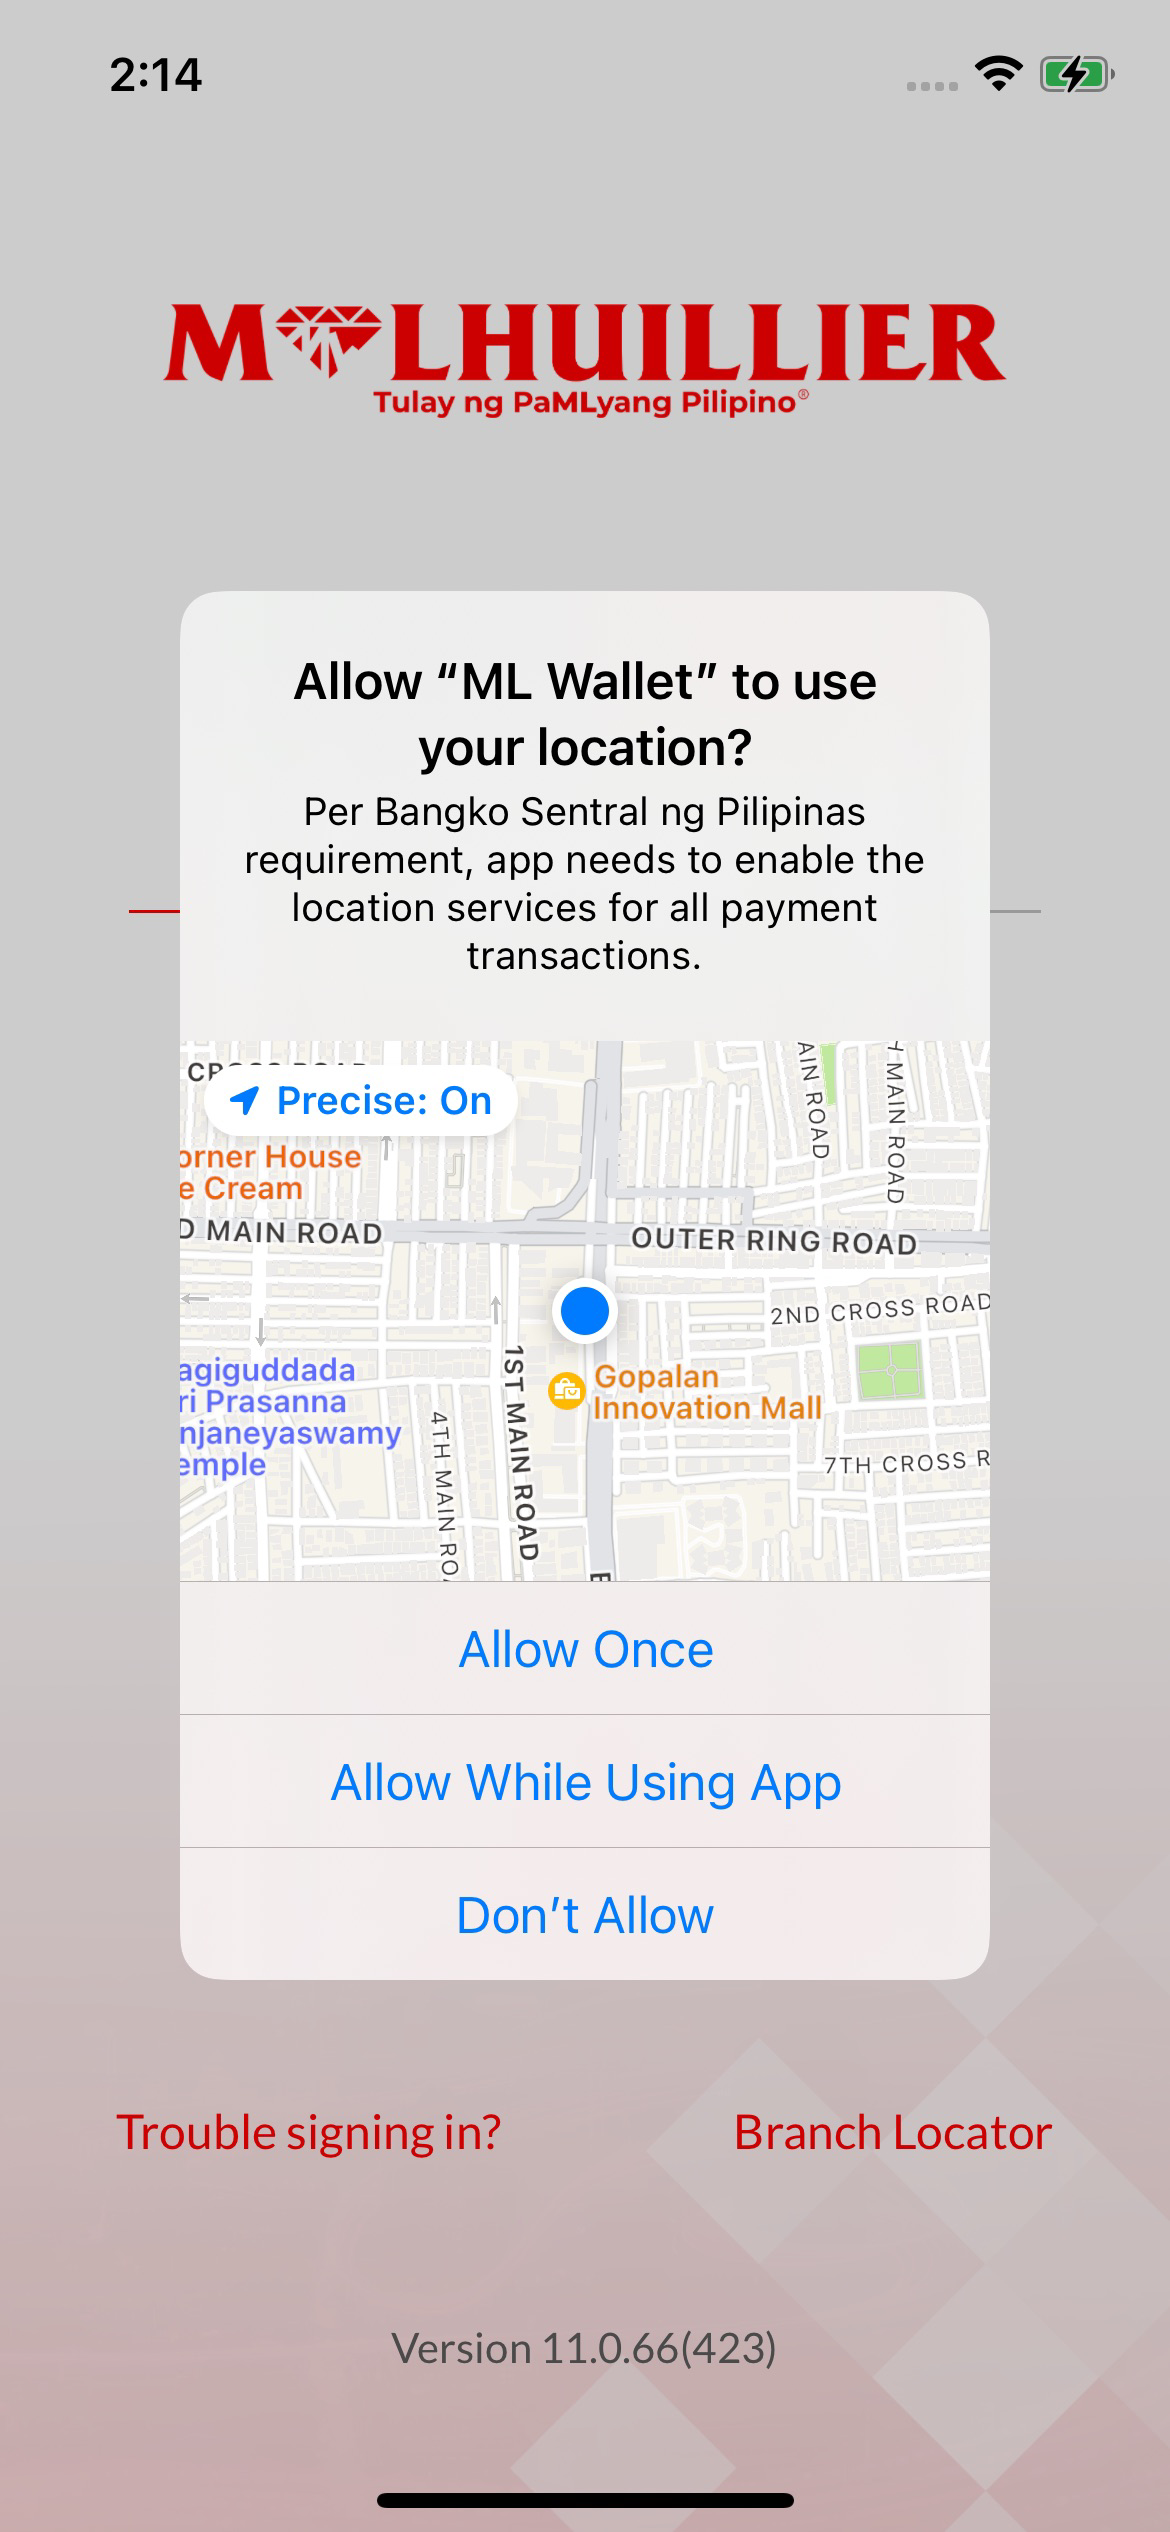 2:14
M LHUILLIER
Tulay ng PaMLyang Pilipino®
Allow “ML Wallet” to use
your location?
Per Bangko Sentral ng Pilipinas
requirement, app needs to enable the
location services for all payment
transactions.
Precise: On
AIN ROAD
MAIN ROAD
orner House
e Cream
D MAIN ROAD
OUTER RING ROAD
2ND CROSS ROAD
agiguddada
ri Prasanna
njaneyaswamy
emple
1ST MAIN ROAD
Gopalan
Innovation Mall
4TH MAIN ROA
7TH CROSS R
Allow Once
Allow While Using App
Don’t Allow
Trouble signing in?
Branch Locator
Version 11.0.66(423)